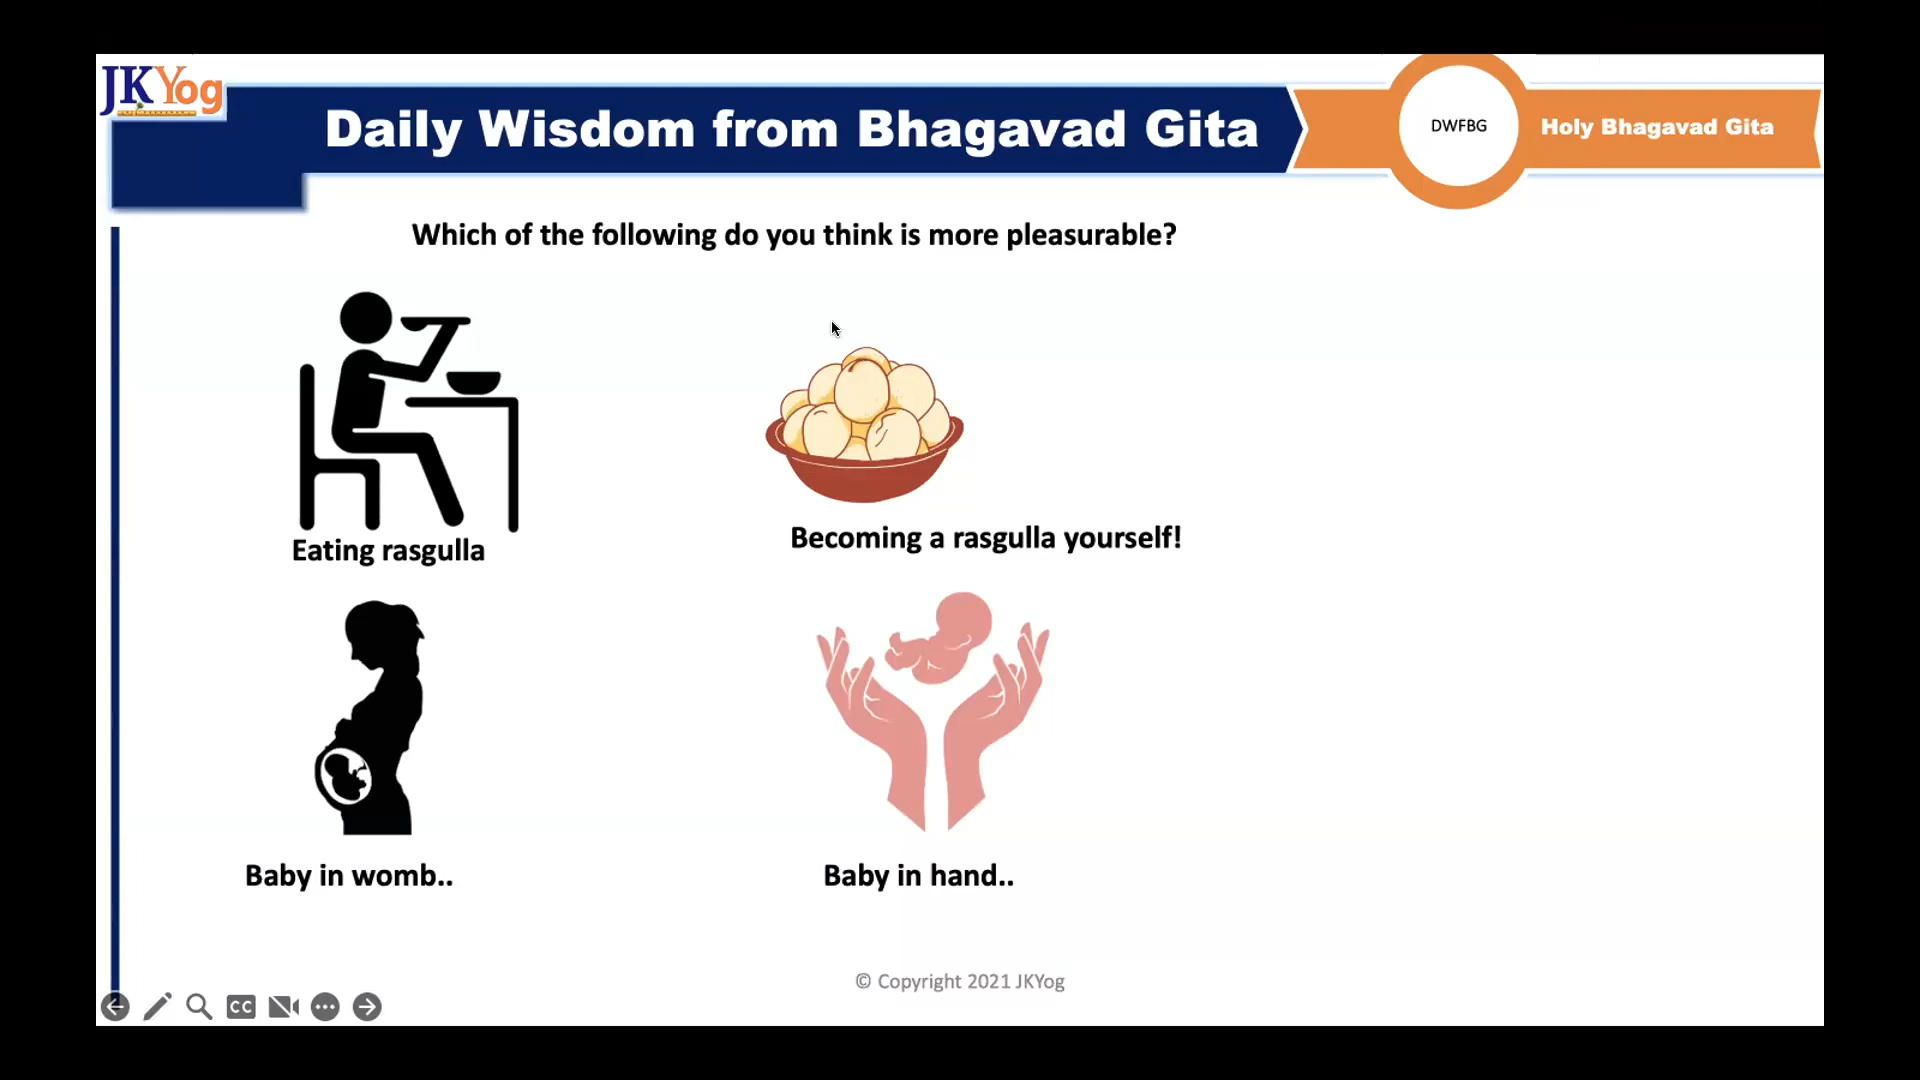 JKYog
Daily Wisdom from Bhagavad Gita
DWFBG
Holy Bhagavad Gita
Which of the following do you think is more pleasurable?
Eating rasgulla
Becoming a rasgulla yourself!
Baby in womb..
Baby in hand..
© Copyright 2021 JKYog
CC